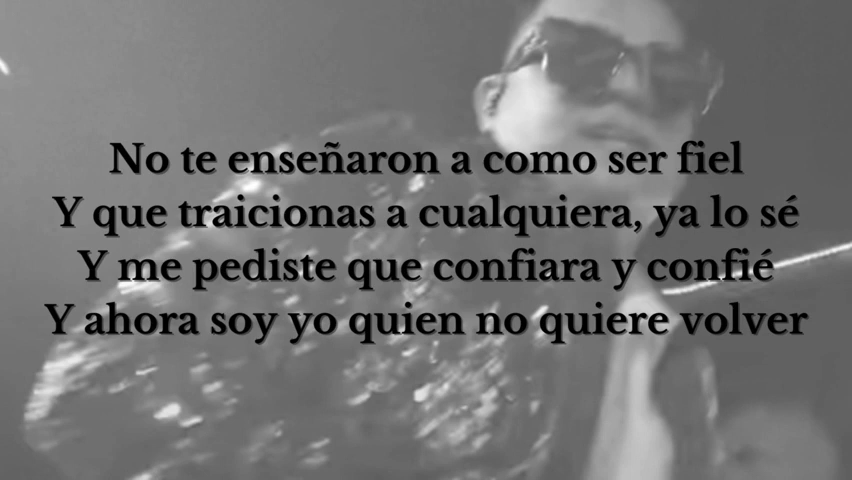 No te enseñaron a como ser fiel
Y que traicionas a cualquiera, ya lo sé
Y me pediste que confiara y confié
Y ahora soy yo quien no quiere volver